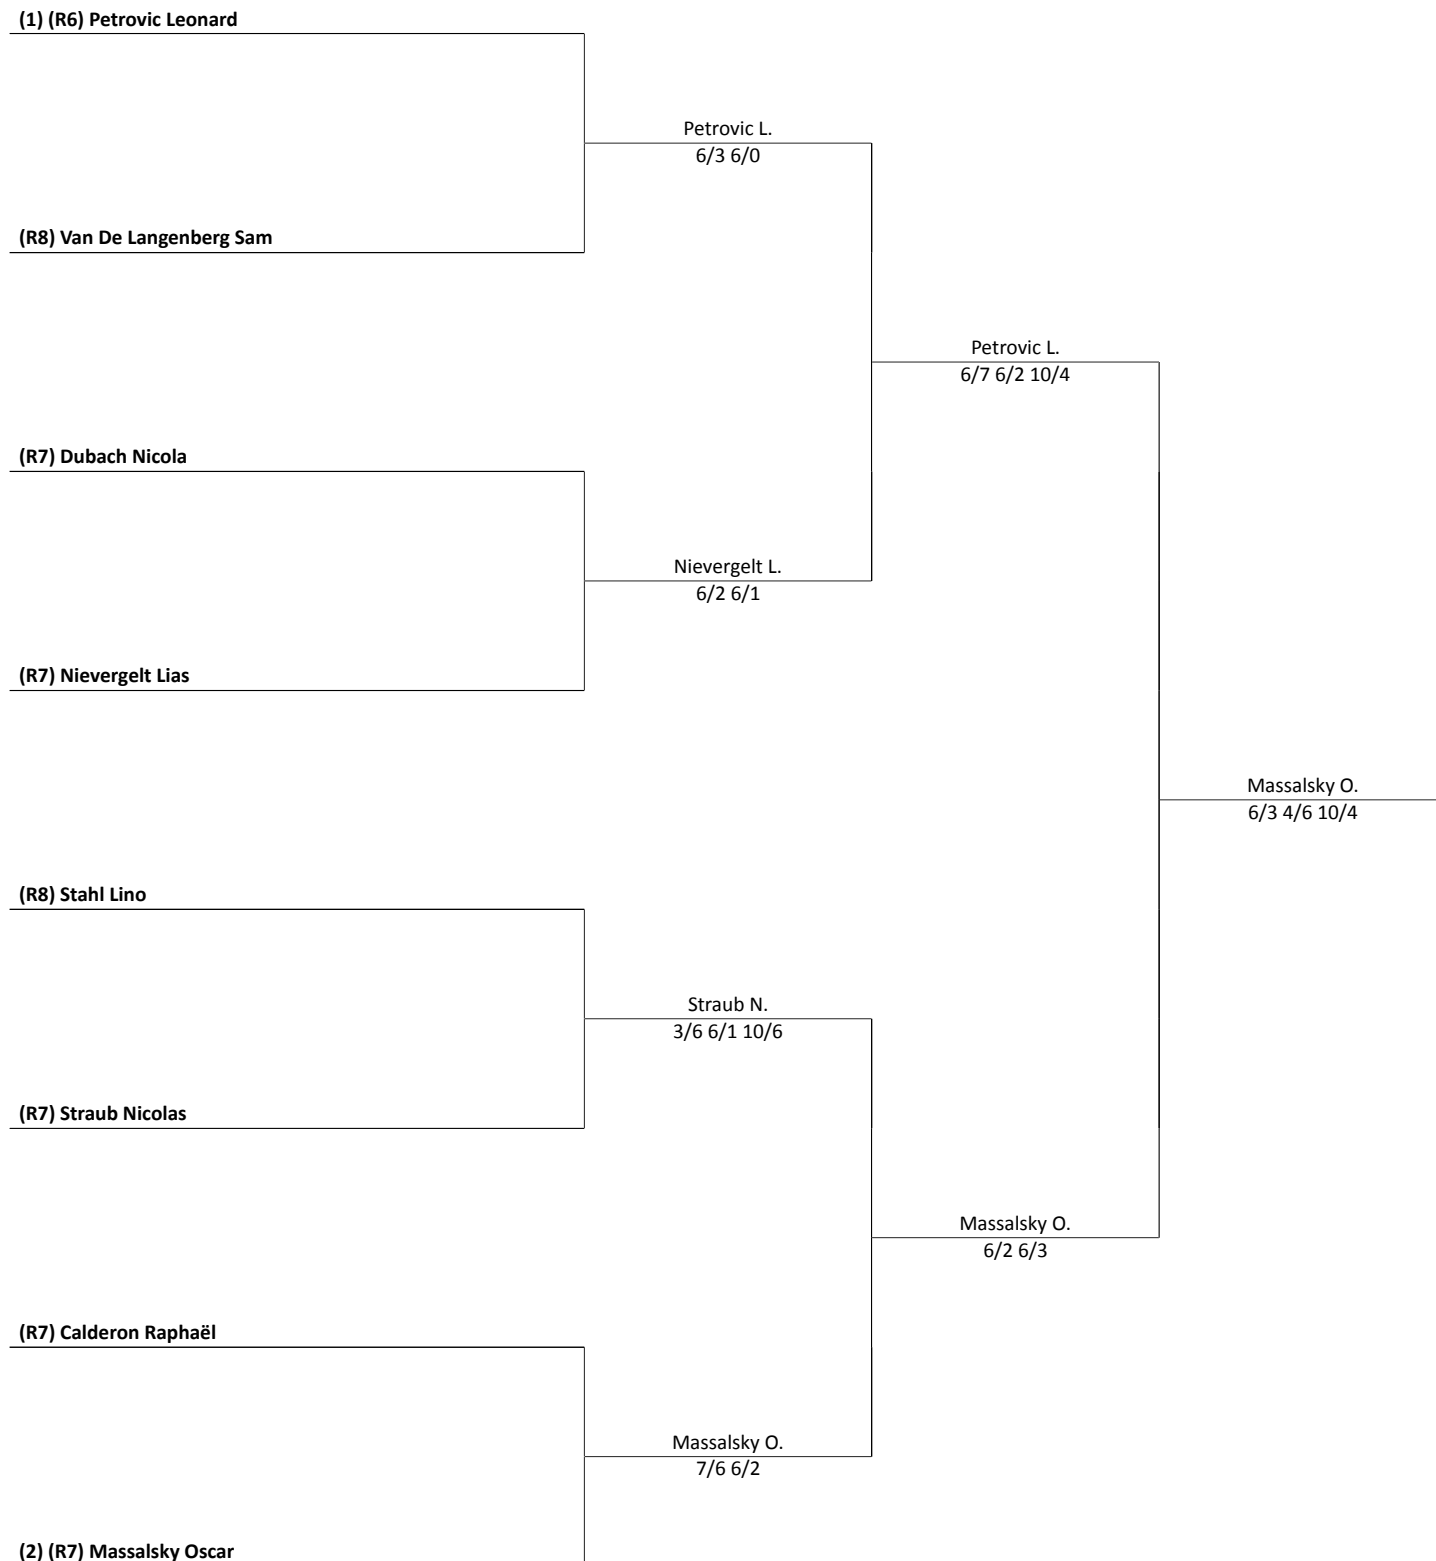 (1) (R6) Petrovic Leonard
Petrovic L.
6/3 6/0
(R8) Van De Langenberg Sam
Petrovic L.
6/7 6/2 10/4
(R7) Dubach Nicola
Nievergelt L.
6/2 6/1
(R7) Nievergelt Lias
Massalsky O.
6/3 4/6 10/4
(R8) Stahl Lino
Straub N.
3/6 6/1 10/6
(R7) Straub Nicolas
Massalsky O.
6/2 6/3
(R7) Calderon Raphaël
Massalsky O.
7/6 6/2
(2) (R7) Massalsky Oscar